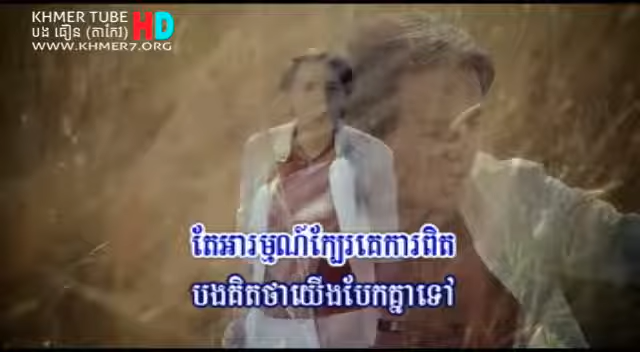 KHMER TUBE HD
បង ធឿន (តាកែវ)
WWW.KHMER7.ORG
តែអារម្មណ៍ក្បែរគេការពិត
បងគិតថាយើងបែកគ្នាទៅ